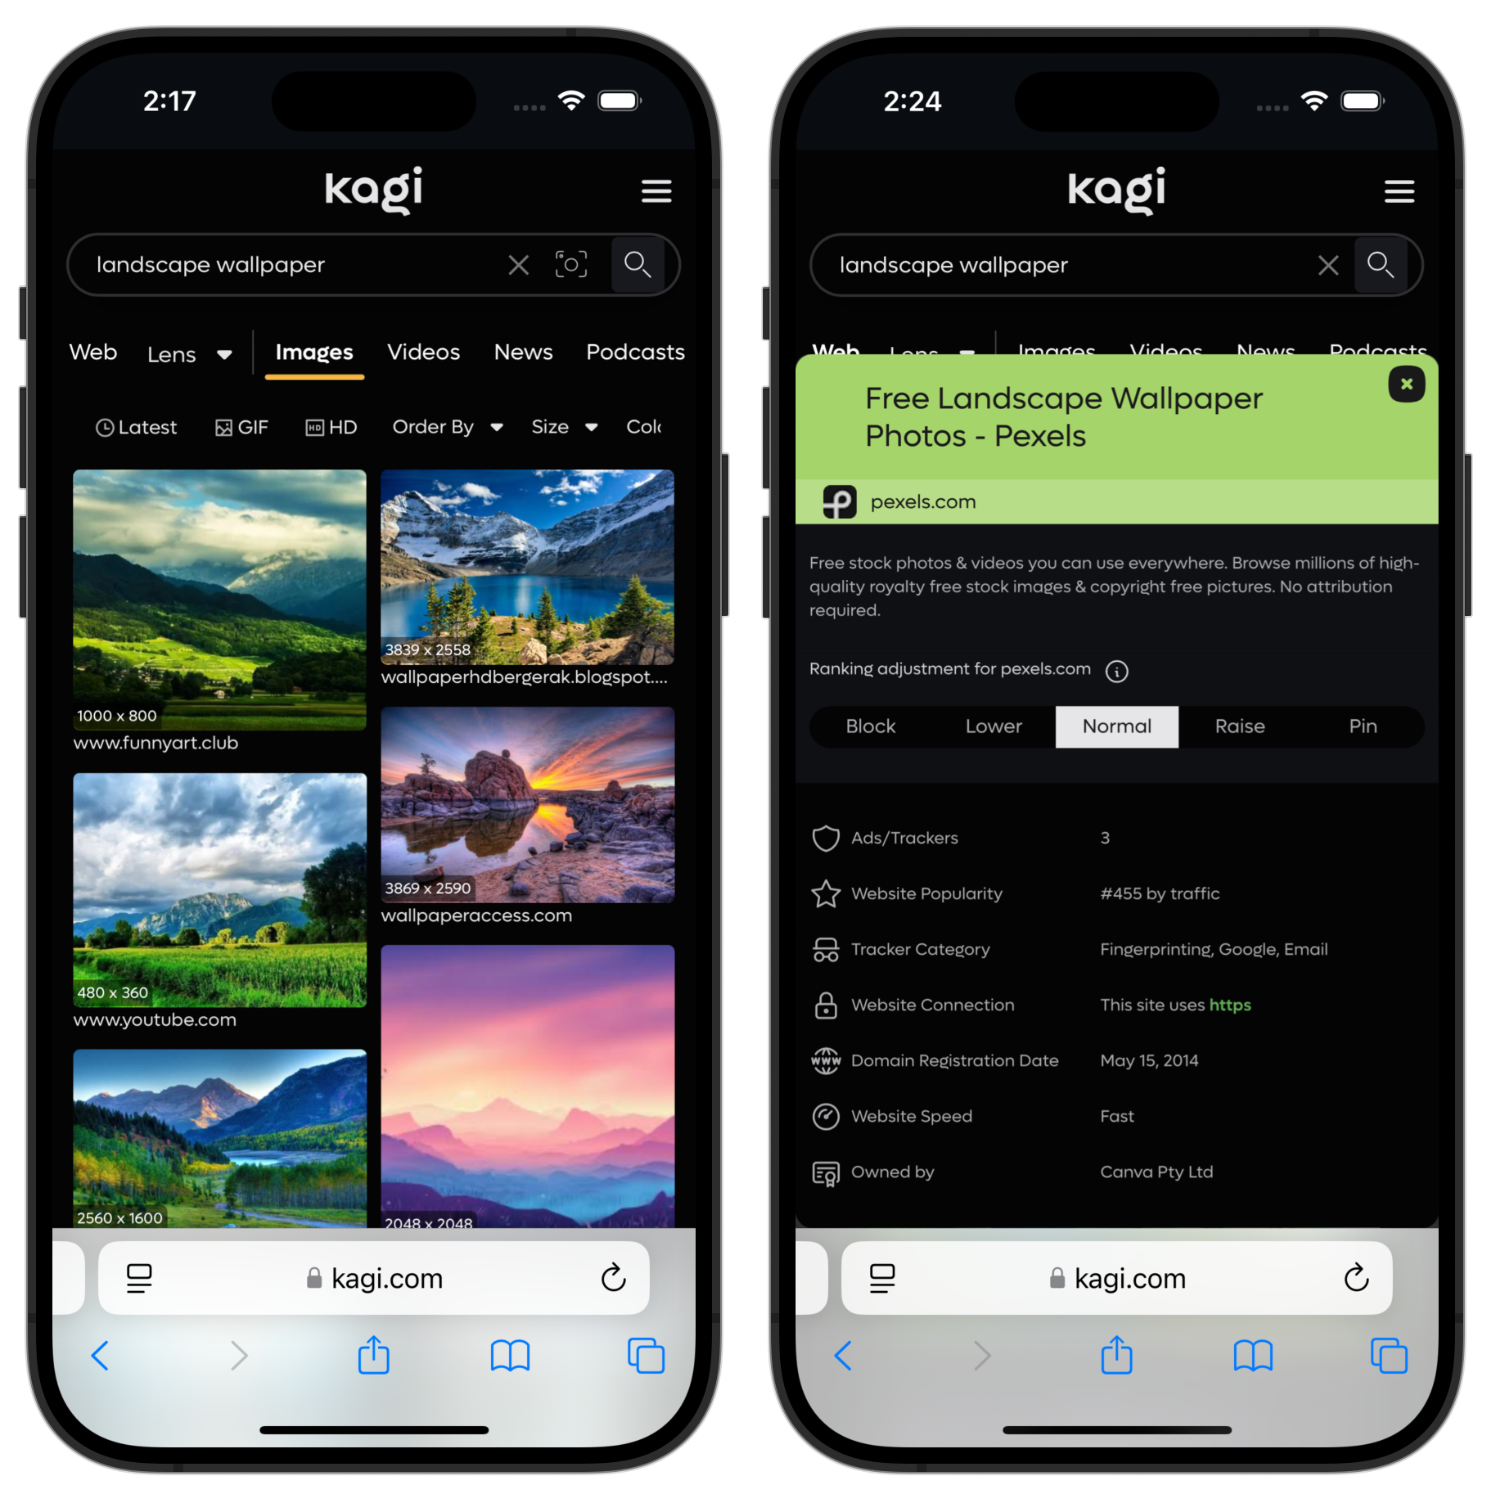 2:17
kagi
landscape wallpaper
Web Lens Images Videos News Podcasts
Latest GIF HD HD Order By Size
1000 x 800
www.funnyart.club
3839 x 2558
wallpaperhdbergerak.blogspot....
480 x 360
www.youtube.com
3869 x 2590
wallpaperaccess.com
2560 x 1600
2048 x 2048
kagi.com
2:24
kagi
landscape wallpaper
Web Lens Images Videos News Podcasts
Free Landscape Wallpaper
Photos - Pexels
pexels.com
Free stock photos & videos you can use everywhere. Browse millions of high-
quality royalty free stock images & copyright free pictures. No attribution
required.
Ranking adjustment for pexels.com
Block Lower Normal Raise Pin
Ads/Trackers 3
Website Popularity #455 by traffic
Tracker Category Fingerprinting, Google, Email
Website Connection This site uses https
www Domain Registration Date May 15, 2014
Website Speed Fast
Owned by Canva Pty Ltd
kagi.com